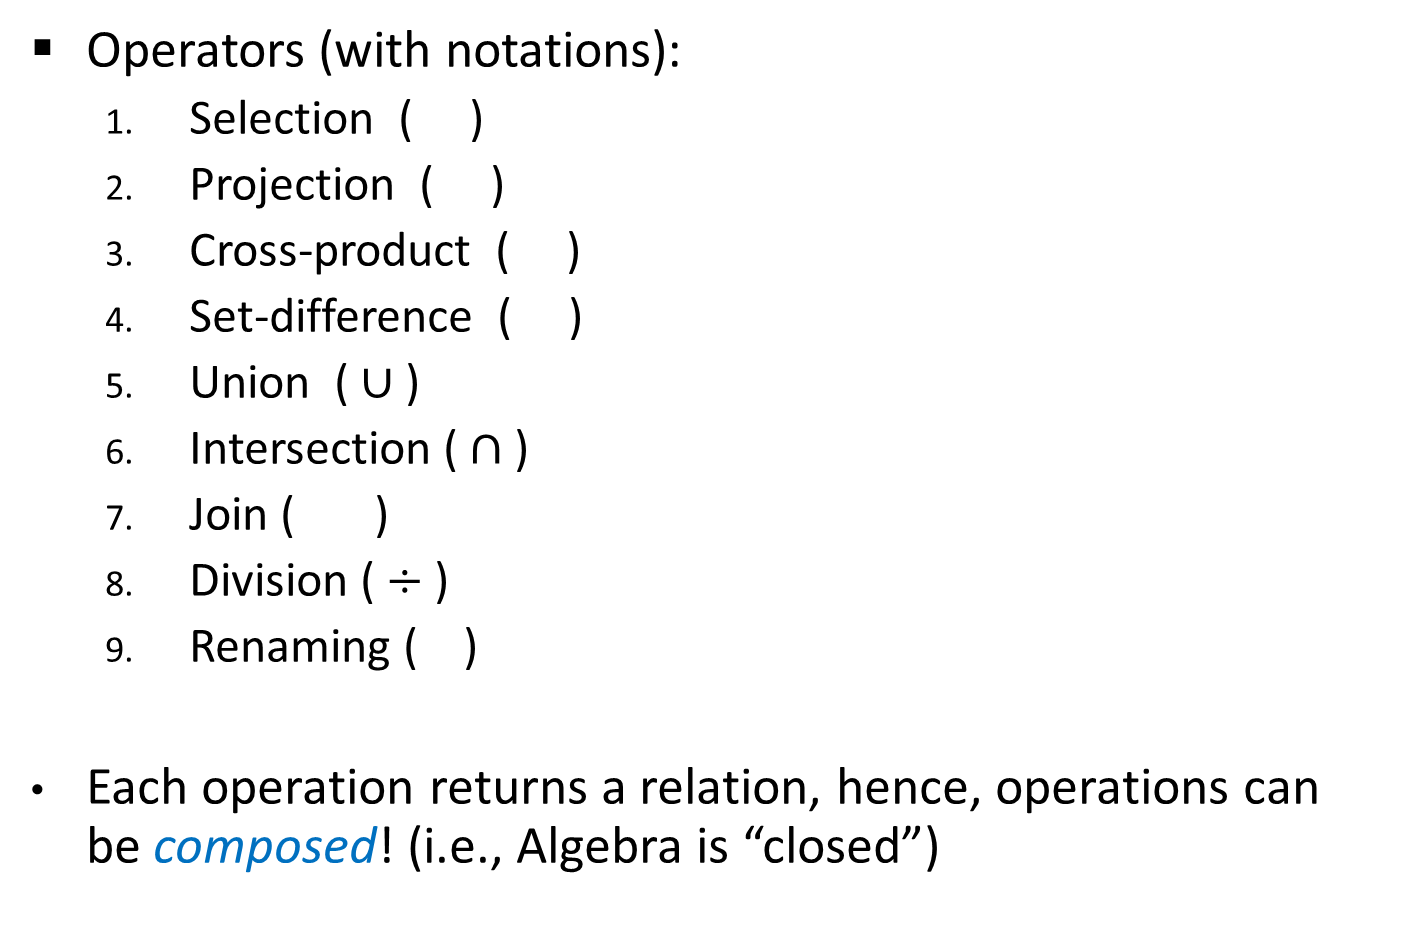 ▪ Operators (with notations):
1. Selection ( )
2. Projection ( )
3. Cross-product ( )
4. Set-difference ( )
5. Union ( ∪ )
6. Intersection ( ∩ )
7. Join ( )
8. Division ( ÷ )
9. Renaming ( )
• Each operation returns a relation, hence, operations can
be composed! (i.e., Algebra is “closed”)